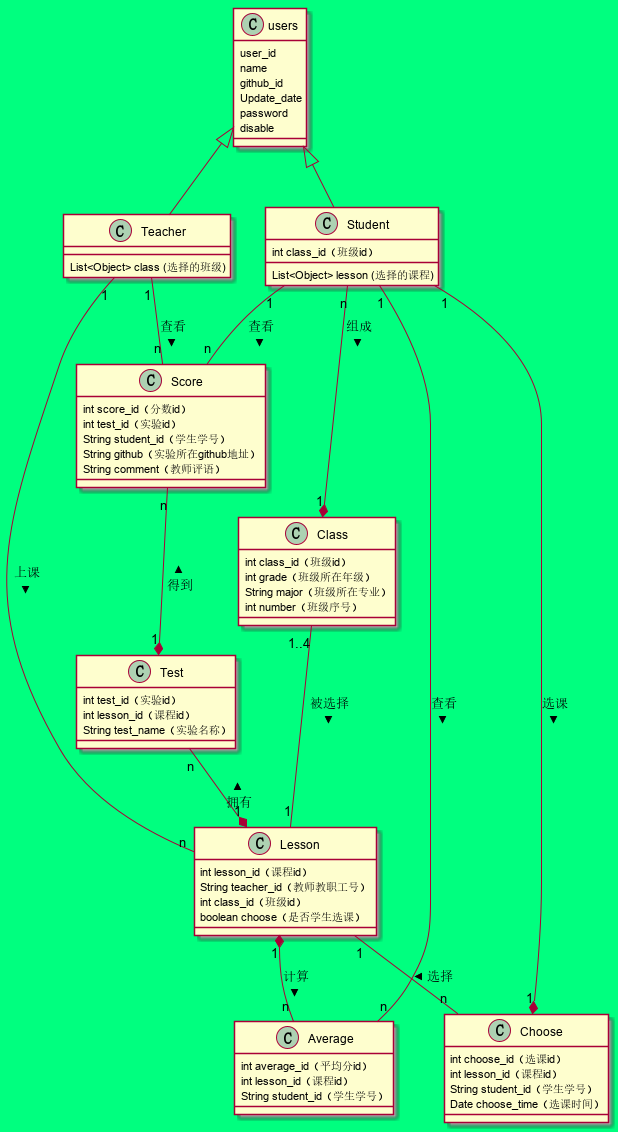 C users
user_id
name
github_id
Update_date
password
disable
C Teacher
List<Object> class (选择的班级)
C Student
int class_id（班级id）
List<Object> lesson (选择的课程)
1
1
1
n
1
1
查看
▼
查看
▼
组成
▼
n
n
C Score
int score_id（分数id）
int test_id（实验id）
String student_id（学生学号）
String github（实验所在github地址）
String comment（教师评语）
n
1
C Class
int class_id（班级id）
int grade（班级所在年级）
String major（班级所在专业）
int number（班级序号）
上课
▼
▲
得到
1
1..4
C Test
int test_id（实验id）
int lesson_id（课程id）
String test_name（实验名称）
被选择
▼
查看
▼
选课
▼
n
▲
拥有
1
1
n
C Lesson
int lesson_id（课程id）
String teacher_id（教师教职工号）
int class_id（班级id）
boolean choose（是否学生选课）
1
1
计算
▼
◄ 选择
n
n
n
1
C Average
int average_id（平均分id）
int lesson_id（课程id）
String student_id（学生学号）
C Choose
int choose_id（选课id）
int lesson_id（课程id）
String student_id（学生学号）
Date choose_time（选课时间）